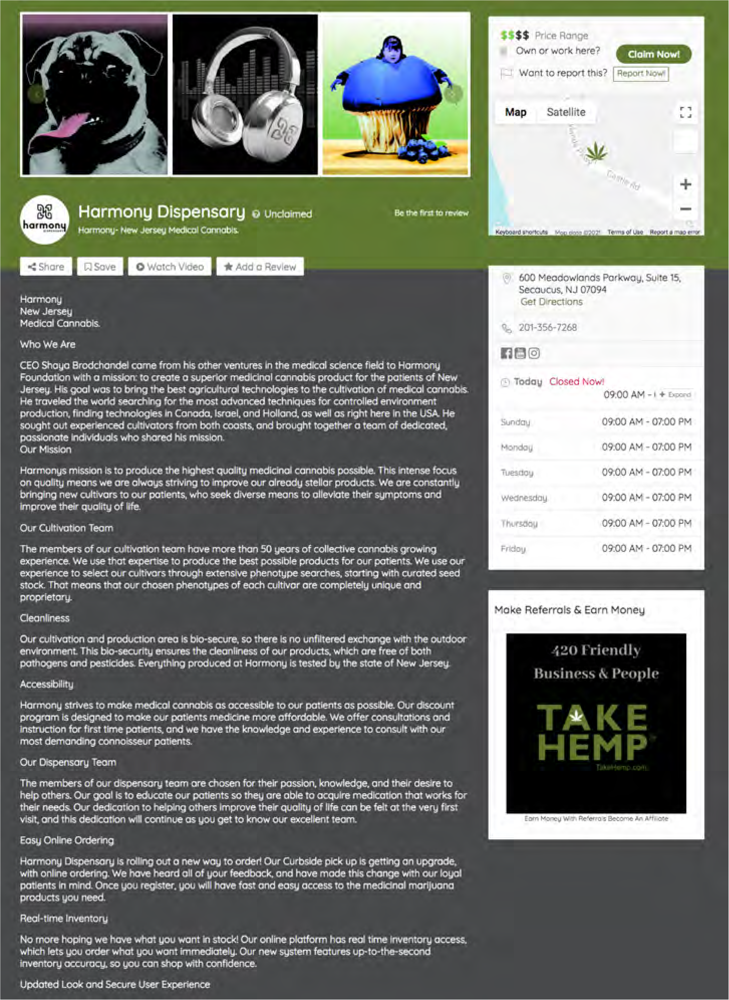 $$$$ Price Range
Own or work here? Claim Now!
Want to report this? Report Now!
Map Satellite
Castle Rd
Keyboard shortcuts Map data ©2021 Terms of Use Report a map error
harmony
Harmony Dispensary Unclaimed
Be the first to review
Harmony- New Jersey Medical Cannabis.
Share Save Watch Video Add a Review
Harmony
New Jersey
Medical Cannabis.
Who We Are
CEO Shaya Brodchandel came from his other ventures in the medical science field to Harmony
Foundation with a mission: to create a superior medicinal cannabis product for the patients of New
Jersey. His goal was to bring the best agricultural technologies to the cultivation of medical cannabis.
He traveled the world searching for the most advanced techniques for controlled environment
production, finding technologies in Canada, Israel, and Holland, as well as right here in the USA. He
sought out experienced cultivators from both coasts, and brought together a team of dedicated,
passionate individuals who shared his mission.
Our Mission
Harmonys mission is to produce the highest quality medicinal cannabis possible. This intense focus
on quality means we are always striving to improve our already stellar products. We are constantly
bringing new cultivars to our patients, who seek diverse means to alleviate their symptoms and
improve their quality of life.
Our Cultivation Team
The members of our cultivation team have more than 50 years of collective cannabis growing
experience. We use that expertise to produce the best possible products for our patients. We use our
experience to select our cultivars through extensive phenotype searches, starting with curated seed
stock. That means that our chosen phenotypes of each cultivar are completely unique and
proprietary.
Cleanliness
Our cultivation and production area is bio-secure, so there is no unfiltered exchange with the outdoor
environment. This bio-security ensures the cleanliness of our products, which are free of both
pathogens and pesticides. Everything produced at Harmony is tested by the state of New Jersey.
Accessibility
Harmony strives to make medical cannabis as accessible to our patients as possible. Our discount
program is designed to make our patients medicine more affordable. We offer consultations and
instruction for first time patients, and we have the knowledge and experience to consult with our
most demanding connoisseur patients.
Our Dispensary Team
The members of our dispensary team are chosen for their passion, knowledge, and their desire to
help others. Our goal is to educate our patients so they are able to acquire medication that works for
their needs. Our dedication to helping others improve their quality of life can be felt at the very first
visit, and this dedication will continue as you get to know our excellent team.
Easy Online Ordering
Harmony Dispensary is rolling out a new way to order! Our Curbside pick up is getting an upgrade,
with online ordering. We have heard all of your feedback, and have made this change with our loyal
patients in mind. Once you register, you will have fast and easy access to the medicinal marijuana
products you need.
Real-time Inventory
No more hoping we have what you want in stock! Our online platform has real time inventory access,
which lets you order what you want immediately. Our new system features up-to-the-second
inventory accuracy, so you can shop with confidence.
Updated Look and Secure User Experience
600 Meadowlands Parkway, Suite 15,
Secaucus, NJ 07094
Get Directions
201-356-7268
Today Closed Now!
09:00 AM - + Expand
Sunday 09:00 AM - 07:00 PM
Monday 09:00 AM - 07:00 PM
Tuesday 09:00 AM - 07:00 PM
Wednesday 09:00 AM - 07:00 PM
Thursday 09:00 AM - 07:00 PM
Friday 09:00 AM - 07:00 PM
Make Referrals & Earn Money
420 Friendly
Business & People
TAKE
HEMP
TakeHemp.com
Earn Money With Referrals Become An Affiliate